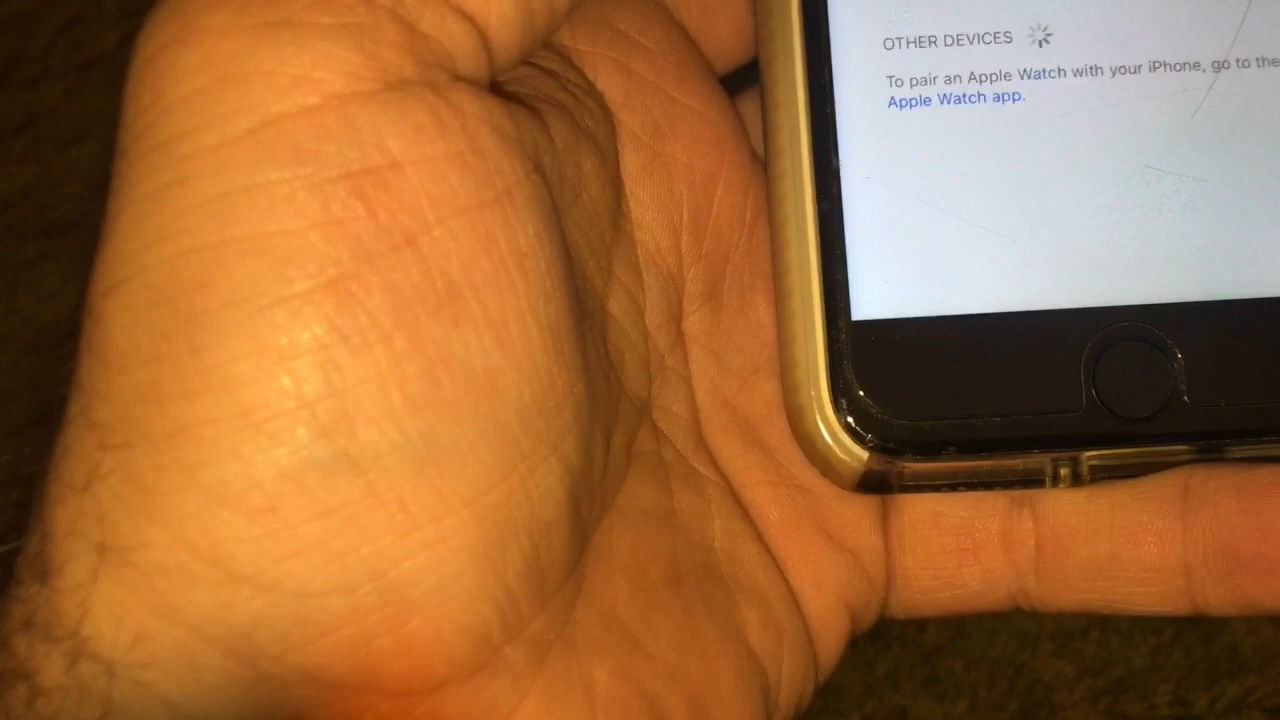 OTHER DEVICES
To pair an Apple Watch with your iPhone, go to the
Apple Watch app.